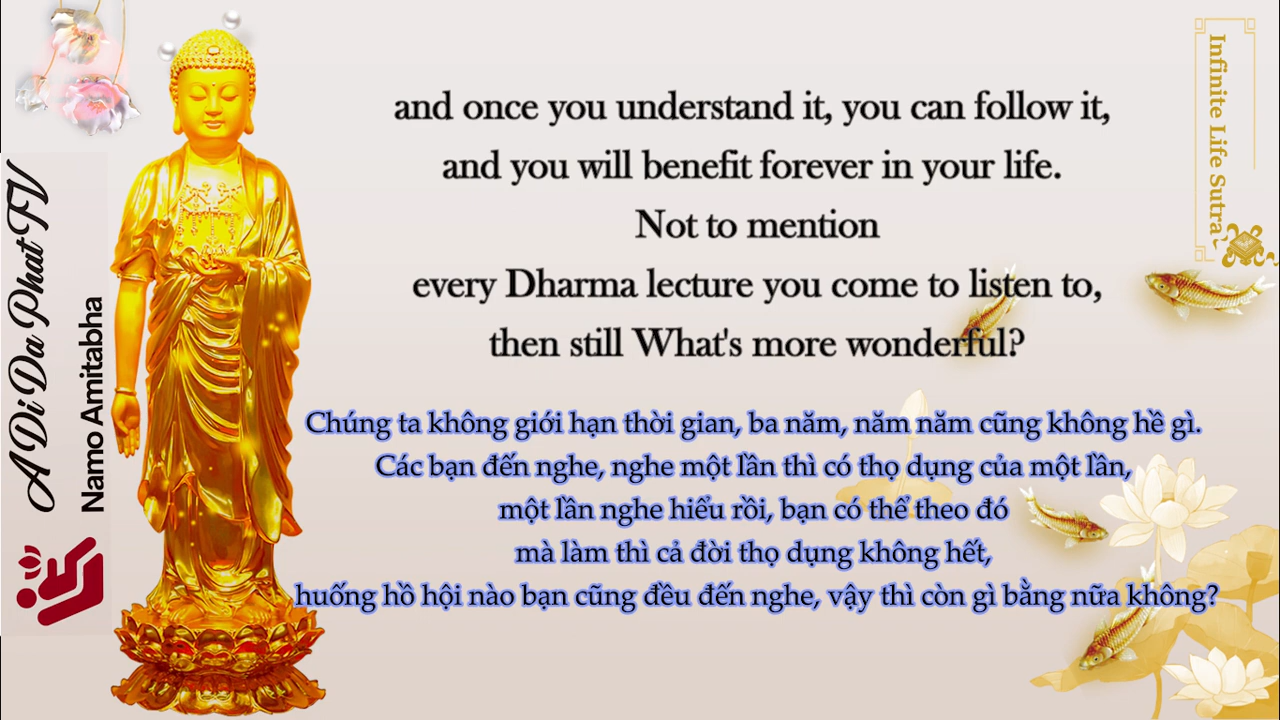 A Di Da Phat TV
Namo Amitabha
Infinite Life Sutra
and once you understand it, you can follow it,
and you will benefit forever in your life.
Not to mention
every Dharma lecture you come to listen to,
then still What's more wonderful?
Chúng ta không giới hạn thời gian, ba năm, năm năm cũng không hề gì.
Các bạn đến nghe, nghe một lần thì có thọ dụng của một lần,
một lần nghe hiểu rồi, bạn có thể theo đó
mà làm thì cả đời thọ dụng không hết,
huống hồ hội nào bạn cũng đều đến nghe, vậy thì còn gì bằng nữa không?